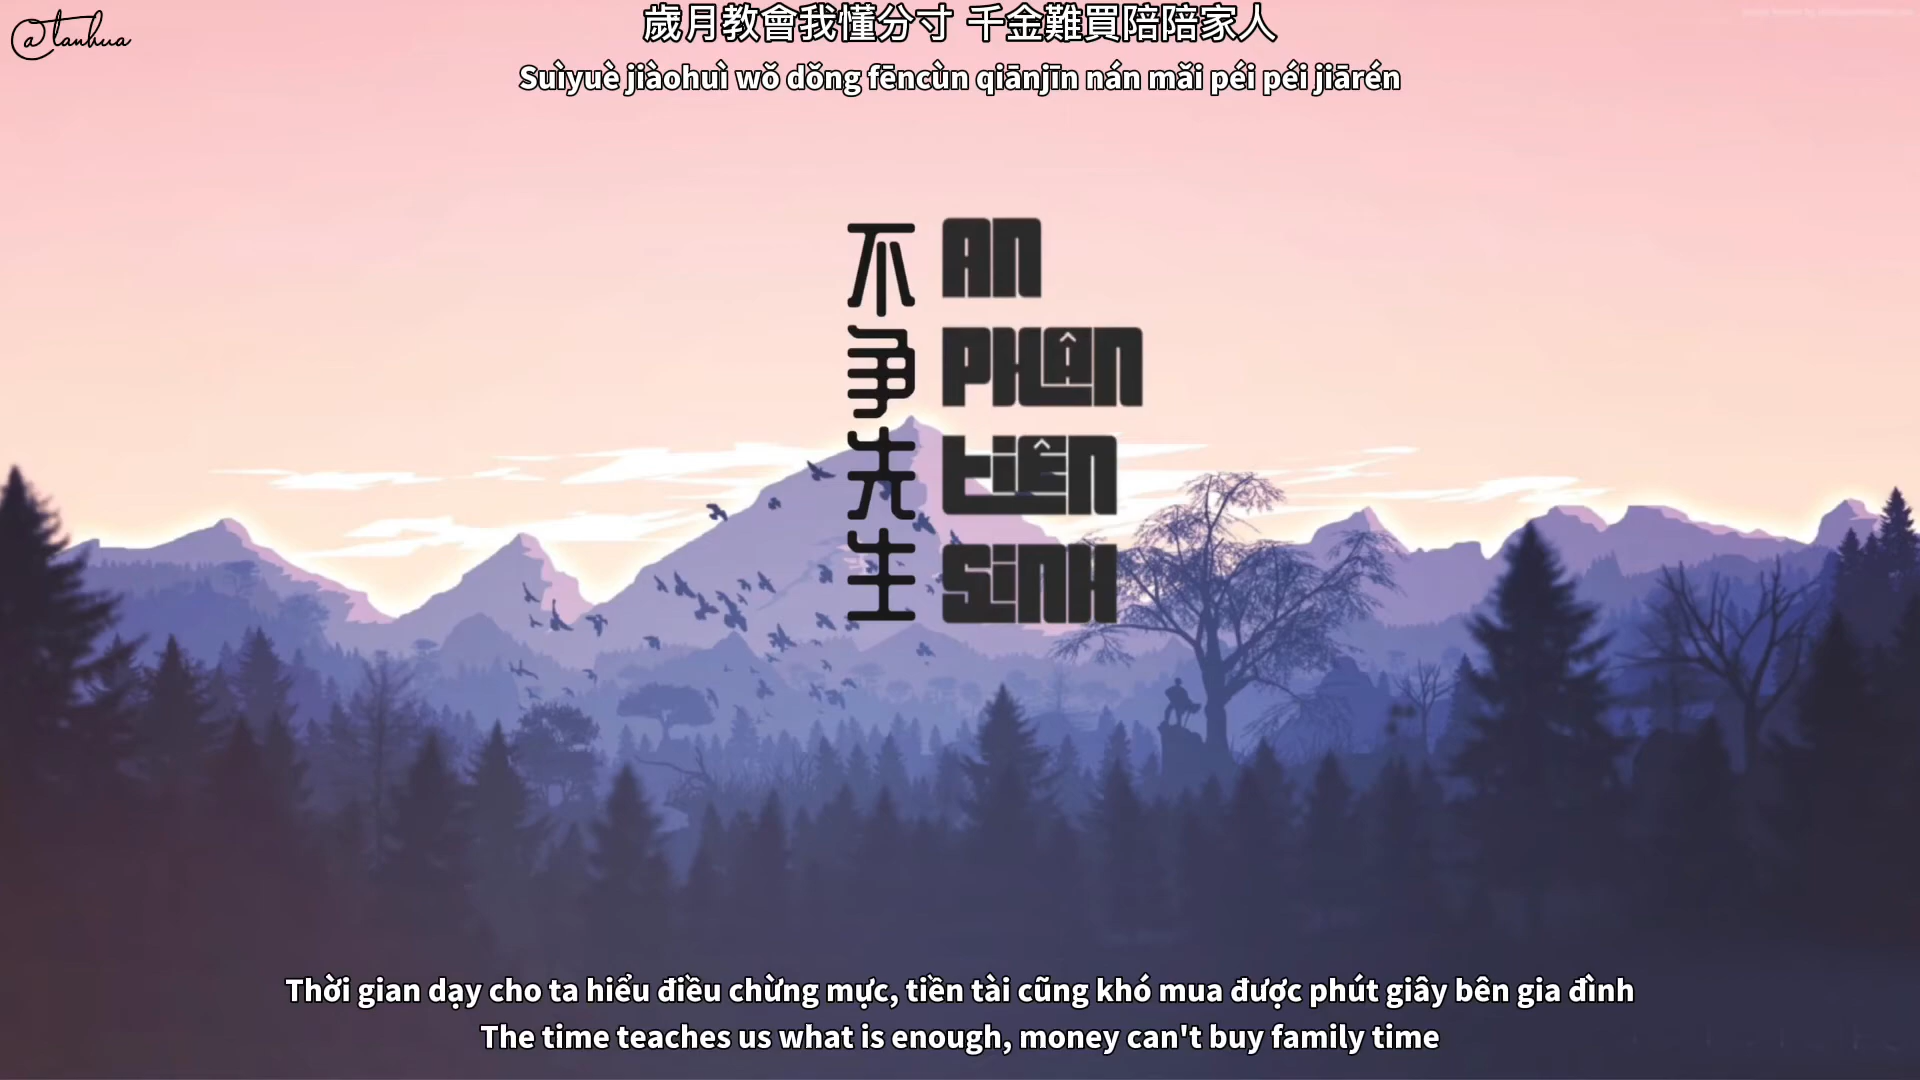 @tanhua
歲月教會我懂分寸 千金難買陪陪家人
Suìyuè jiàohuì wǒ dǒng fēncùn qiānjīn nán mǎi péi péi jiārén
不争先生
AN
PHẬN
TIÊN
SINH
Thời gian dạy cho ta hiểu điều chừng mực, tiền tài cũng khó mua được phút giây bên gia đình
The time teaches us what is enough, money can't buy family time